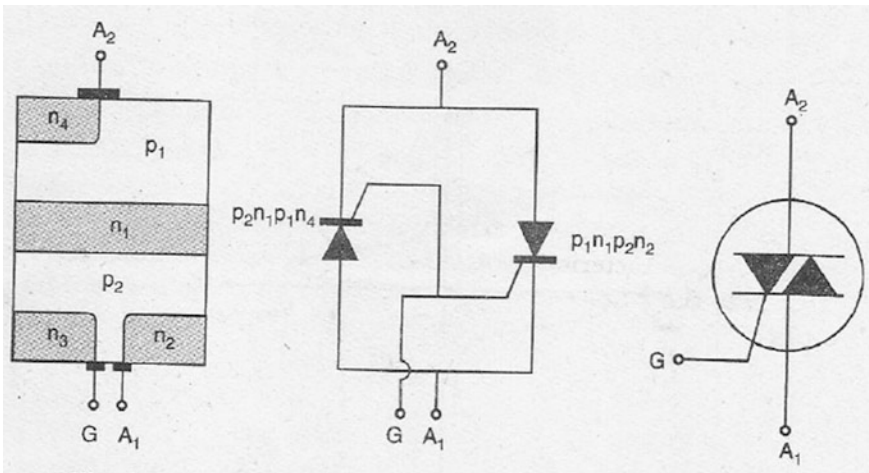 A₂
n₄
p₁
n₁
p₂
n₃
n₂
G
A₁
A₂
p₂n₁p₁n₄
p₁n₁p₂n₂
G
A₁
A₂
G
A₁